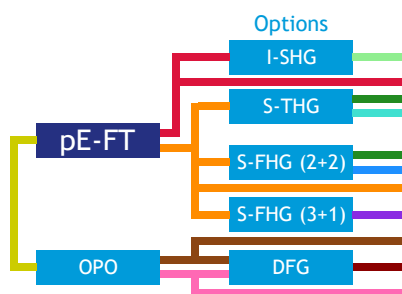 Options
I-SHG
S-THG
pE-FT
S-FHG (2+2)
S-FHG (3+1)
OPO
DFG